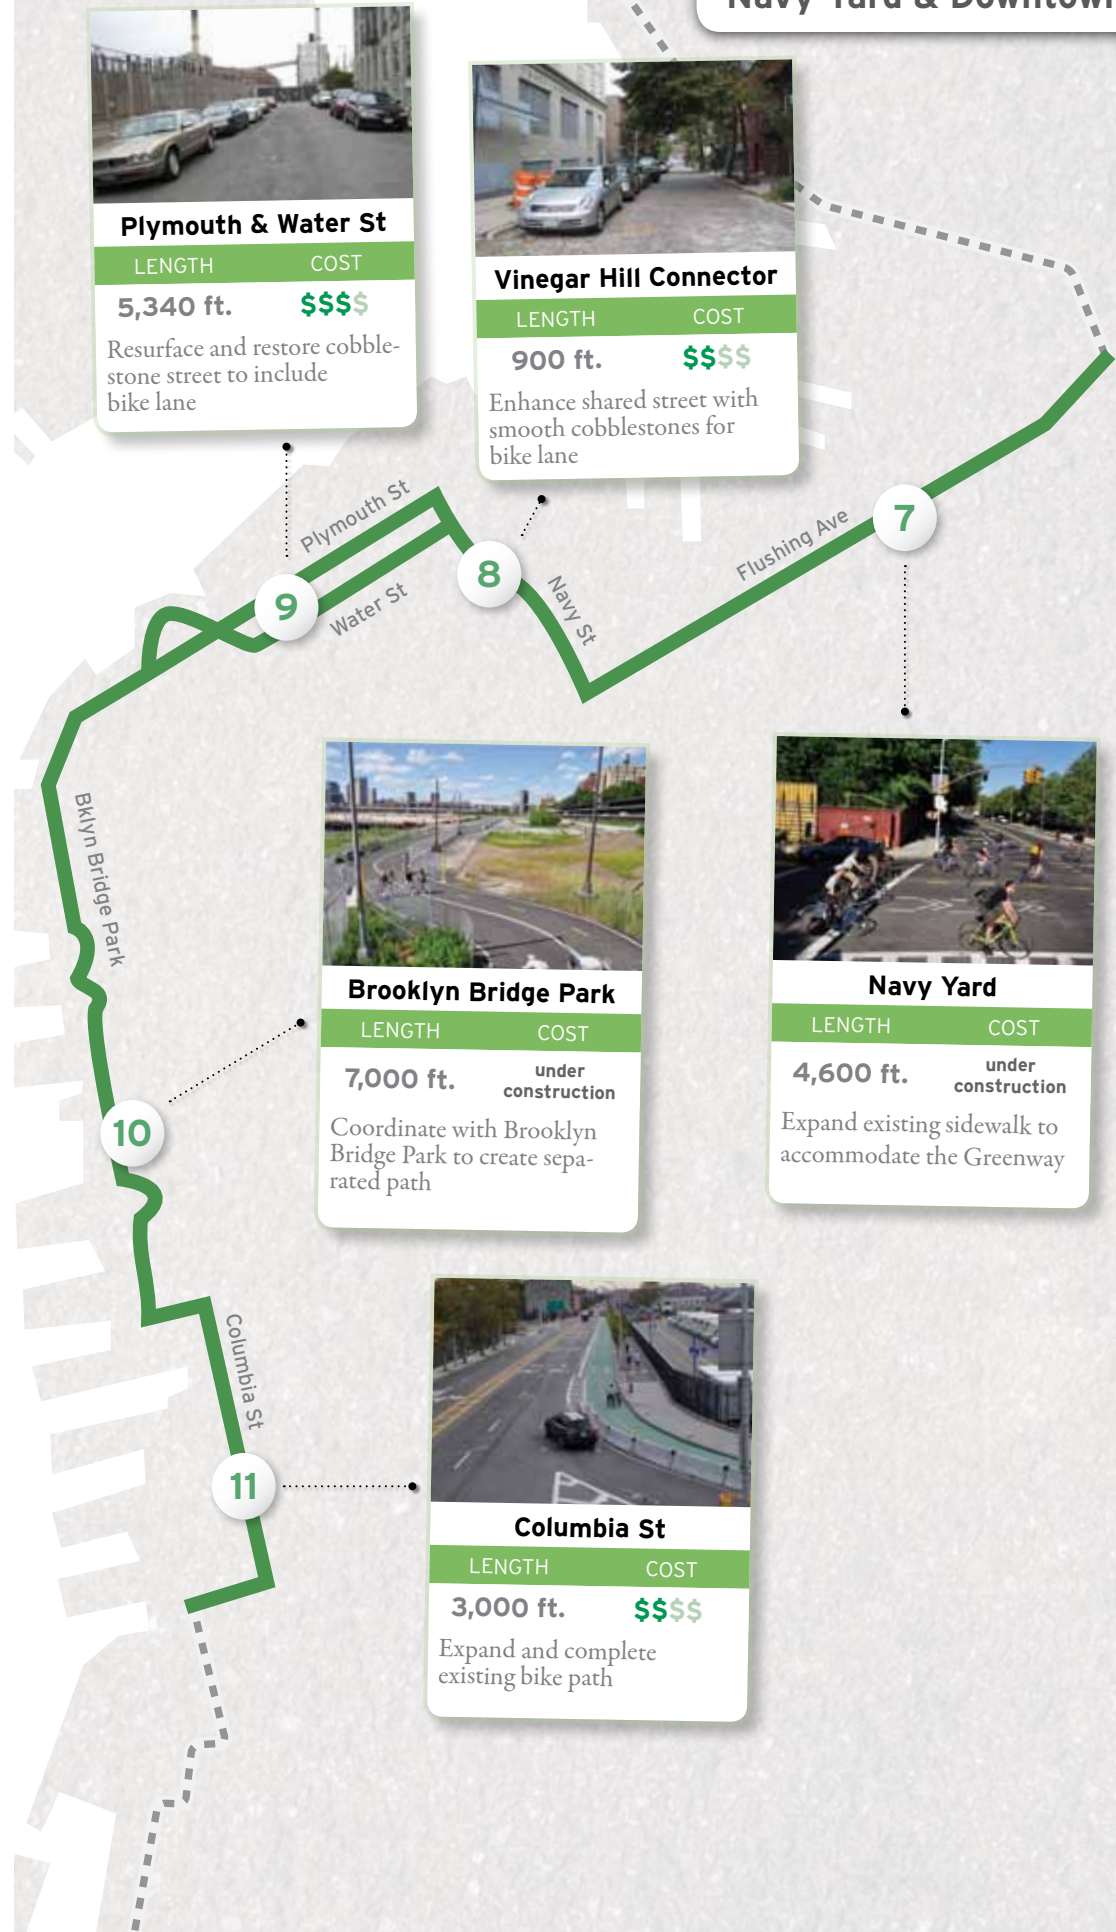 Navy Yard & Downtown
Plymouth & Water St
LENGTH COST
5,340 ft. $$$$
Resurface and restore cobble-
stone street to include
bike lane
Vinegar Hill Connector
LENGTH COST
900 ft. $$$$
Enhance shared street with
smooth cobblestones for
bike lane
Plymouth St
Water St
9
8
Navy St
Flushing Ave
7
Bklyn Bridge Park
Brooklyn Bridge Park
LENGTH COST
7,000 ft. under
construction
Coordinate with Brooklyn
Bridge Park to create sepa-
rated path
Navy Yard
LENGTH COST
4,600 ft. under
construction
Expand existing sidewalk to
accommodate the Greenway
10
Columbia St
11
Columbia St
LENGTH COST
3,000 ft. $$$$
Expand and complete
existing bike path